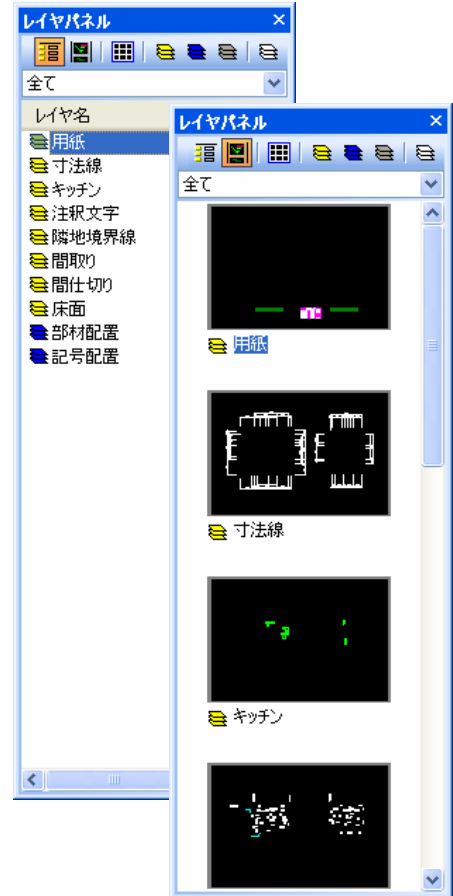 レイヤパネル
全て
レイヤ名
用紙
寸法線
キッチン
注釈文字
隣地境界線
間取り
間仕切り
床面
部材配置
記号配置
レイヤパネル
全て
用紙
寸法線
キッチン